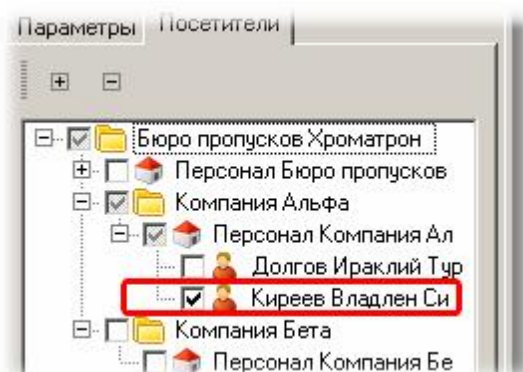 Параметры Посетители
Бюро пропусков Хроматрон
Персонал Бюро пропусков
Компания Альфа
Персонал Компания Ал
Долгов Ираклий Тур
Киреев Владлен Си
Компания Бета
Персонал Компания Бе